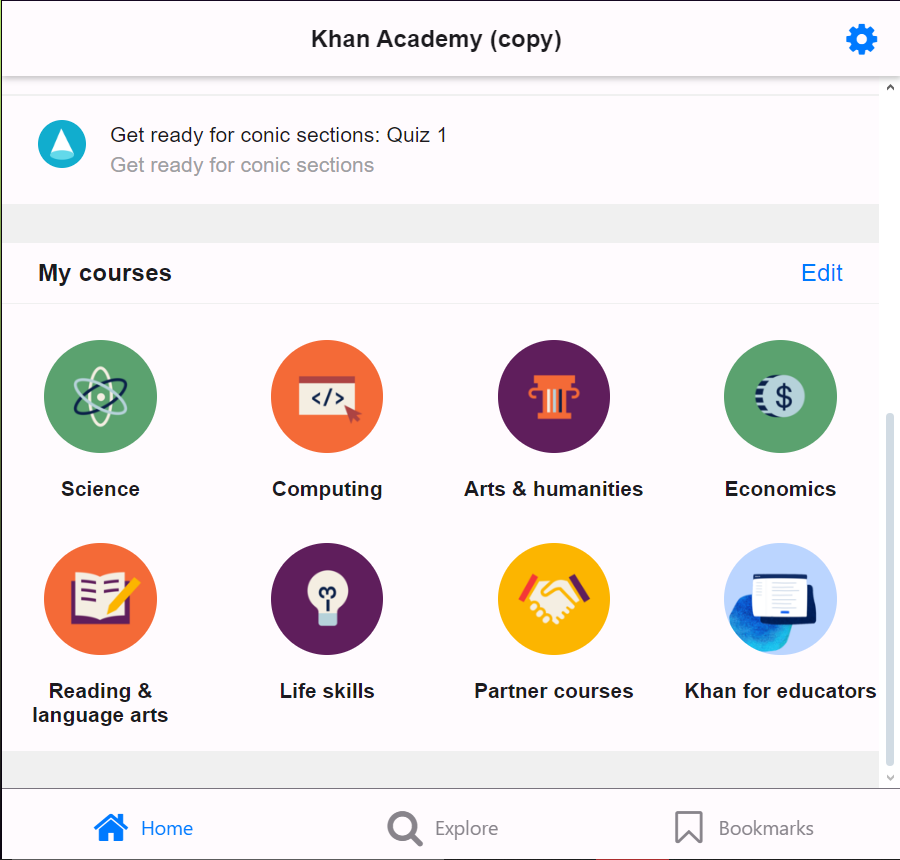 Khan Academy (copy)
Get ready for conic sections: Quiz 1
Get ready for conic sections
My courses
Edit
</>
$
Science
Computing
Arts & humanities
Economics
Reading &
language arts
Life skills
Partner courses
Khan for educators
Home
Explore
Bookmarks